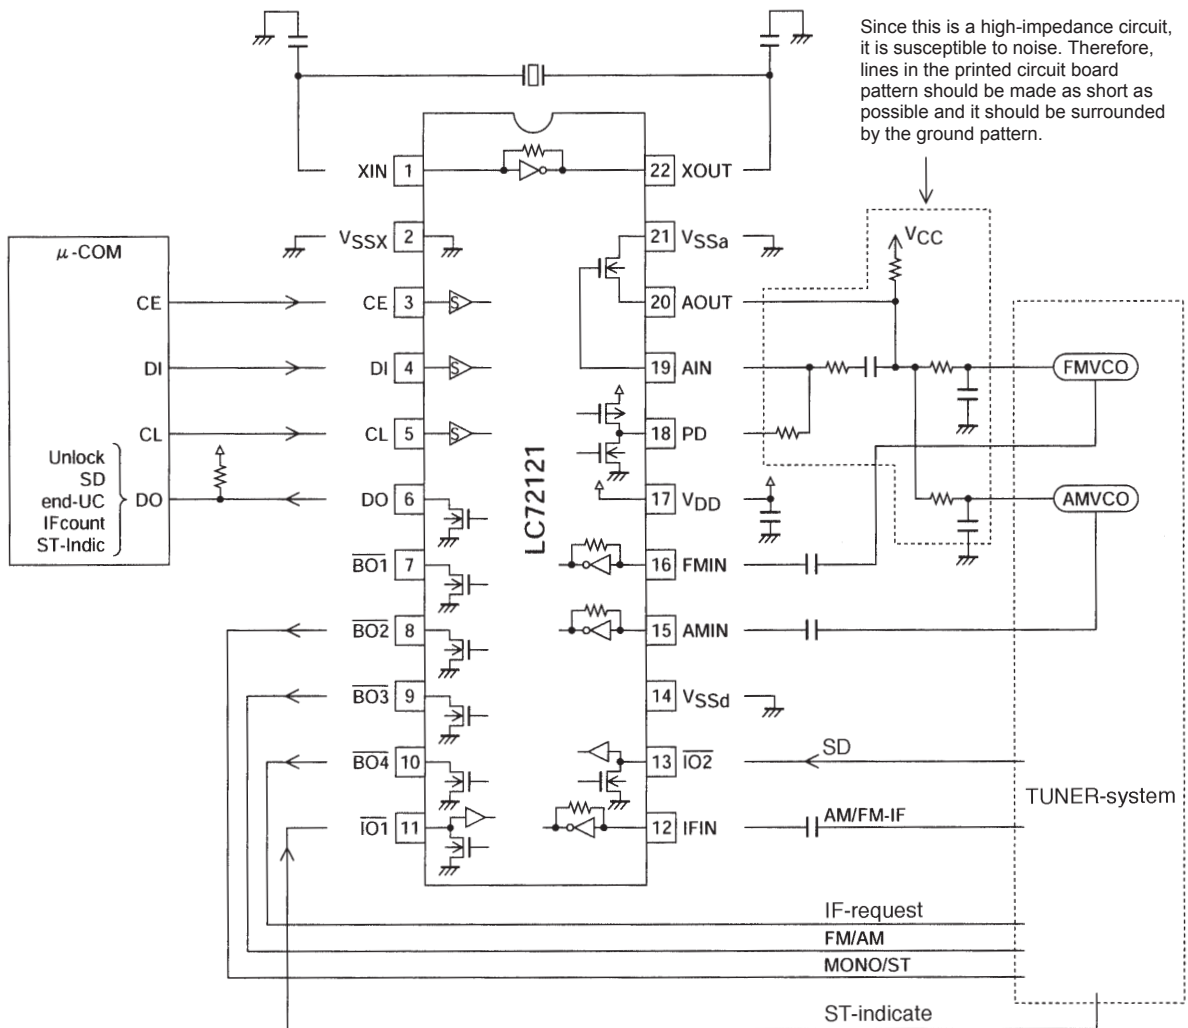 Since this is a high-impedance circuit,
it is susceptible to noise. Therefore,
lines in the printed circuit board
pattern should be made as short as
possible and it should be surrounded
by the ground pattern.
XIN 1
22 XOUT
VSSX 2
21 VSSa
VCC
μ-COM
CE
CE 3
S
20 AOUT
DI
DI 4
S
19 AIN
FMVCO
CL
CL 5
S
18 PD
Unlock
SD
end-UC
IFcount
ST-Indic
DO
DO 6
17 VDD
AMVCO
LC72121
BO1 7
16 FMIN
BO2 8
15 AMIN
BO3 9
14 VSSd
BO4 10
13 IO2
SD
TUNER-system
IO1 11
12 IFIN
AM/FM-IF
IF-request
FM/AM
MONO/ST
ST-indicate